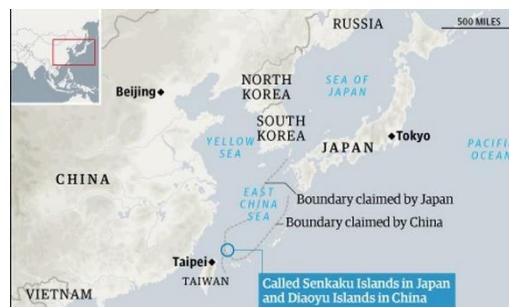 RUSSIA
500 MILES
NORTH
KOREA
SEA OF
JAPAN
Beijing
SOUTH
KOREA
YELLOW
SEA
JAPAN
Tokyo
PACIFIC
OCEAN
CHINA
EAST
CHINA
SEA
Boundary claimed by Japan
Boundary claimed by China
Taipei
TAIWAN
Called Senkaku Islands in Japan
and Diaoyu Islands in China
VIETNAM